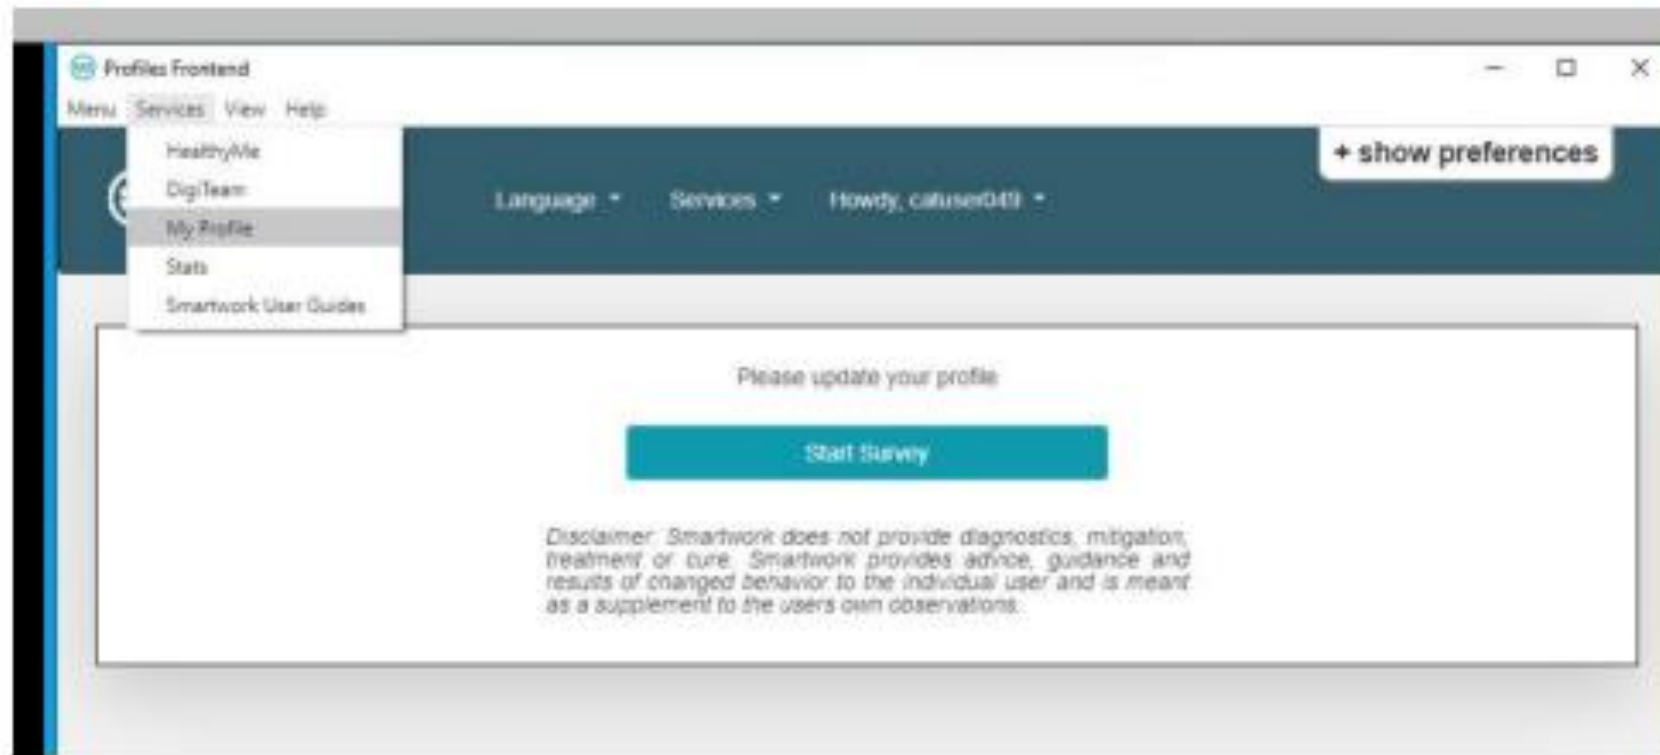 Profiles Frontend
Menu Services View Help
HealthyMe
DigiTeam
My Profile
Stats
Smartwork User Guides
+ show preferences
Language Services Howdy, catuser049
Please update your profile
Start Survey
Disclaimer: Smartwork does not provide diagnostics, mitigation,
treatment or cure. Smartwork provides advice, guidance and
results of changed behavior to the individual user and is meant
as a supplement to the users own observations.